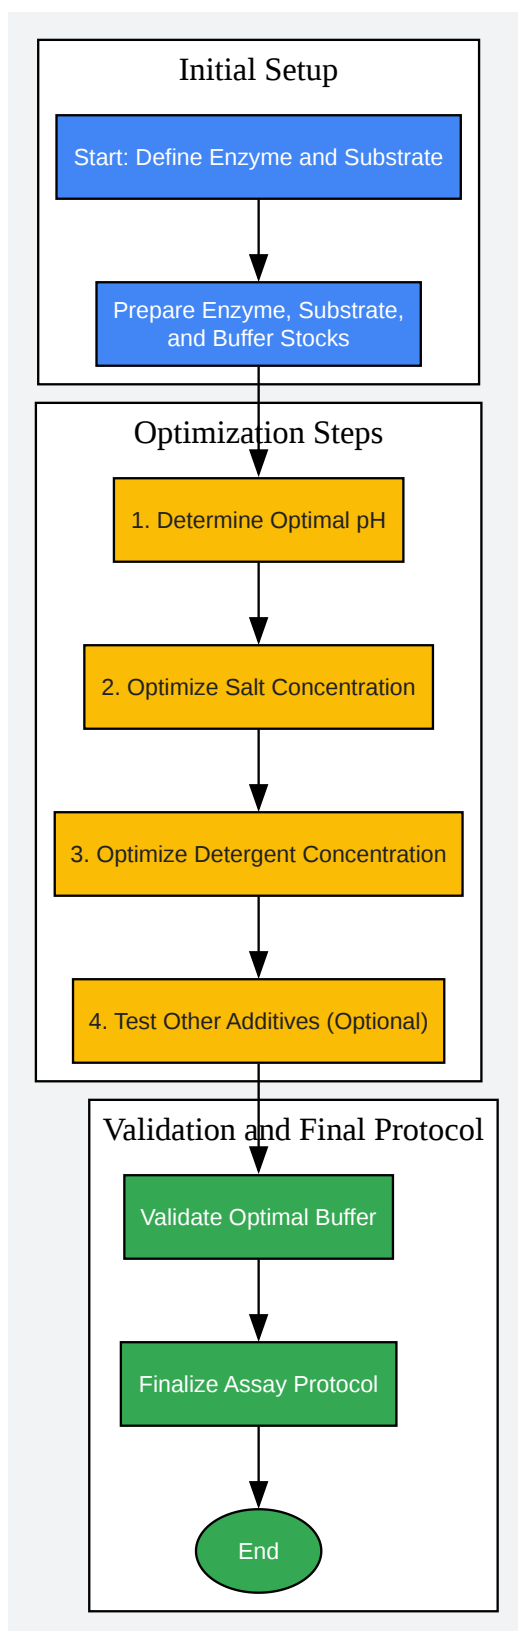 Initial Setup
Start: Define Enzyme and Substrate
Prepare Enzyme, Substrate,
and Buffer Stocks
Optimization Steps
1. Determine Optimal pH
2. Optimize Salt Concentration
3. Optimize Detergent Concentration
4. Test Other Additives (Optional)
Validation and Final Protocol
Validate Optimal Buffer
Finalize Assay Protocol
End